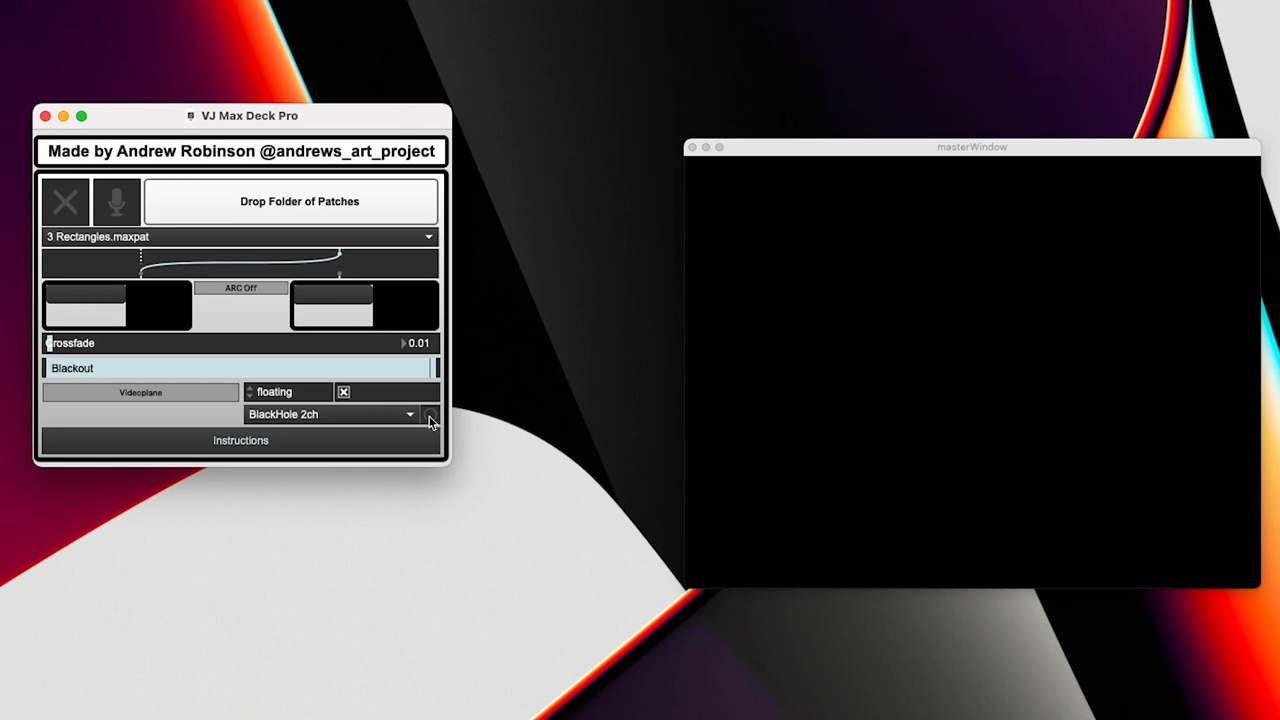 VJ Max Deck Pro
Made by Andrew Robinson @andrews_art_project
Drop Folder of Patches
3 Rectangles.maxpat
ARC Off
Crossfade 0.01
Blackout
Videoplane floating
BlackHole 2ch
Instructions
masterWindow